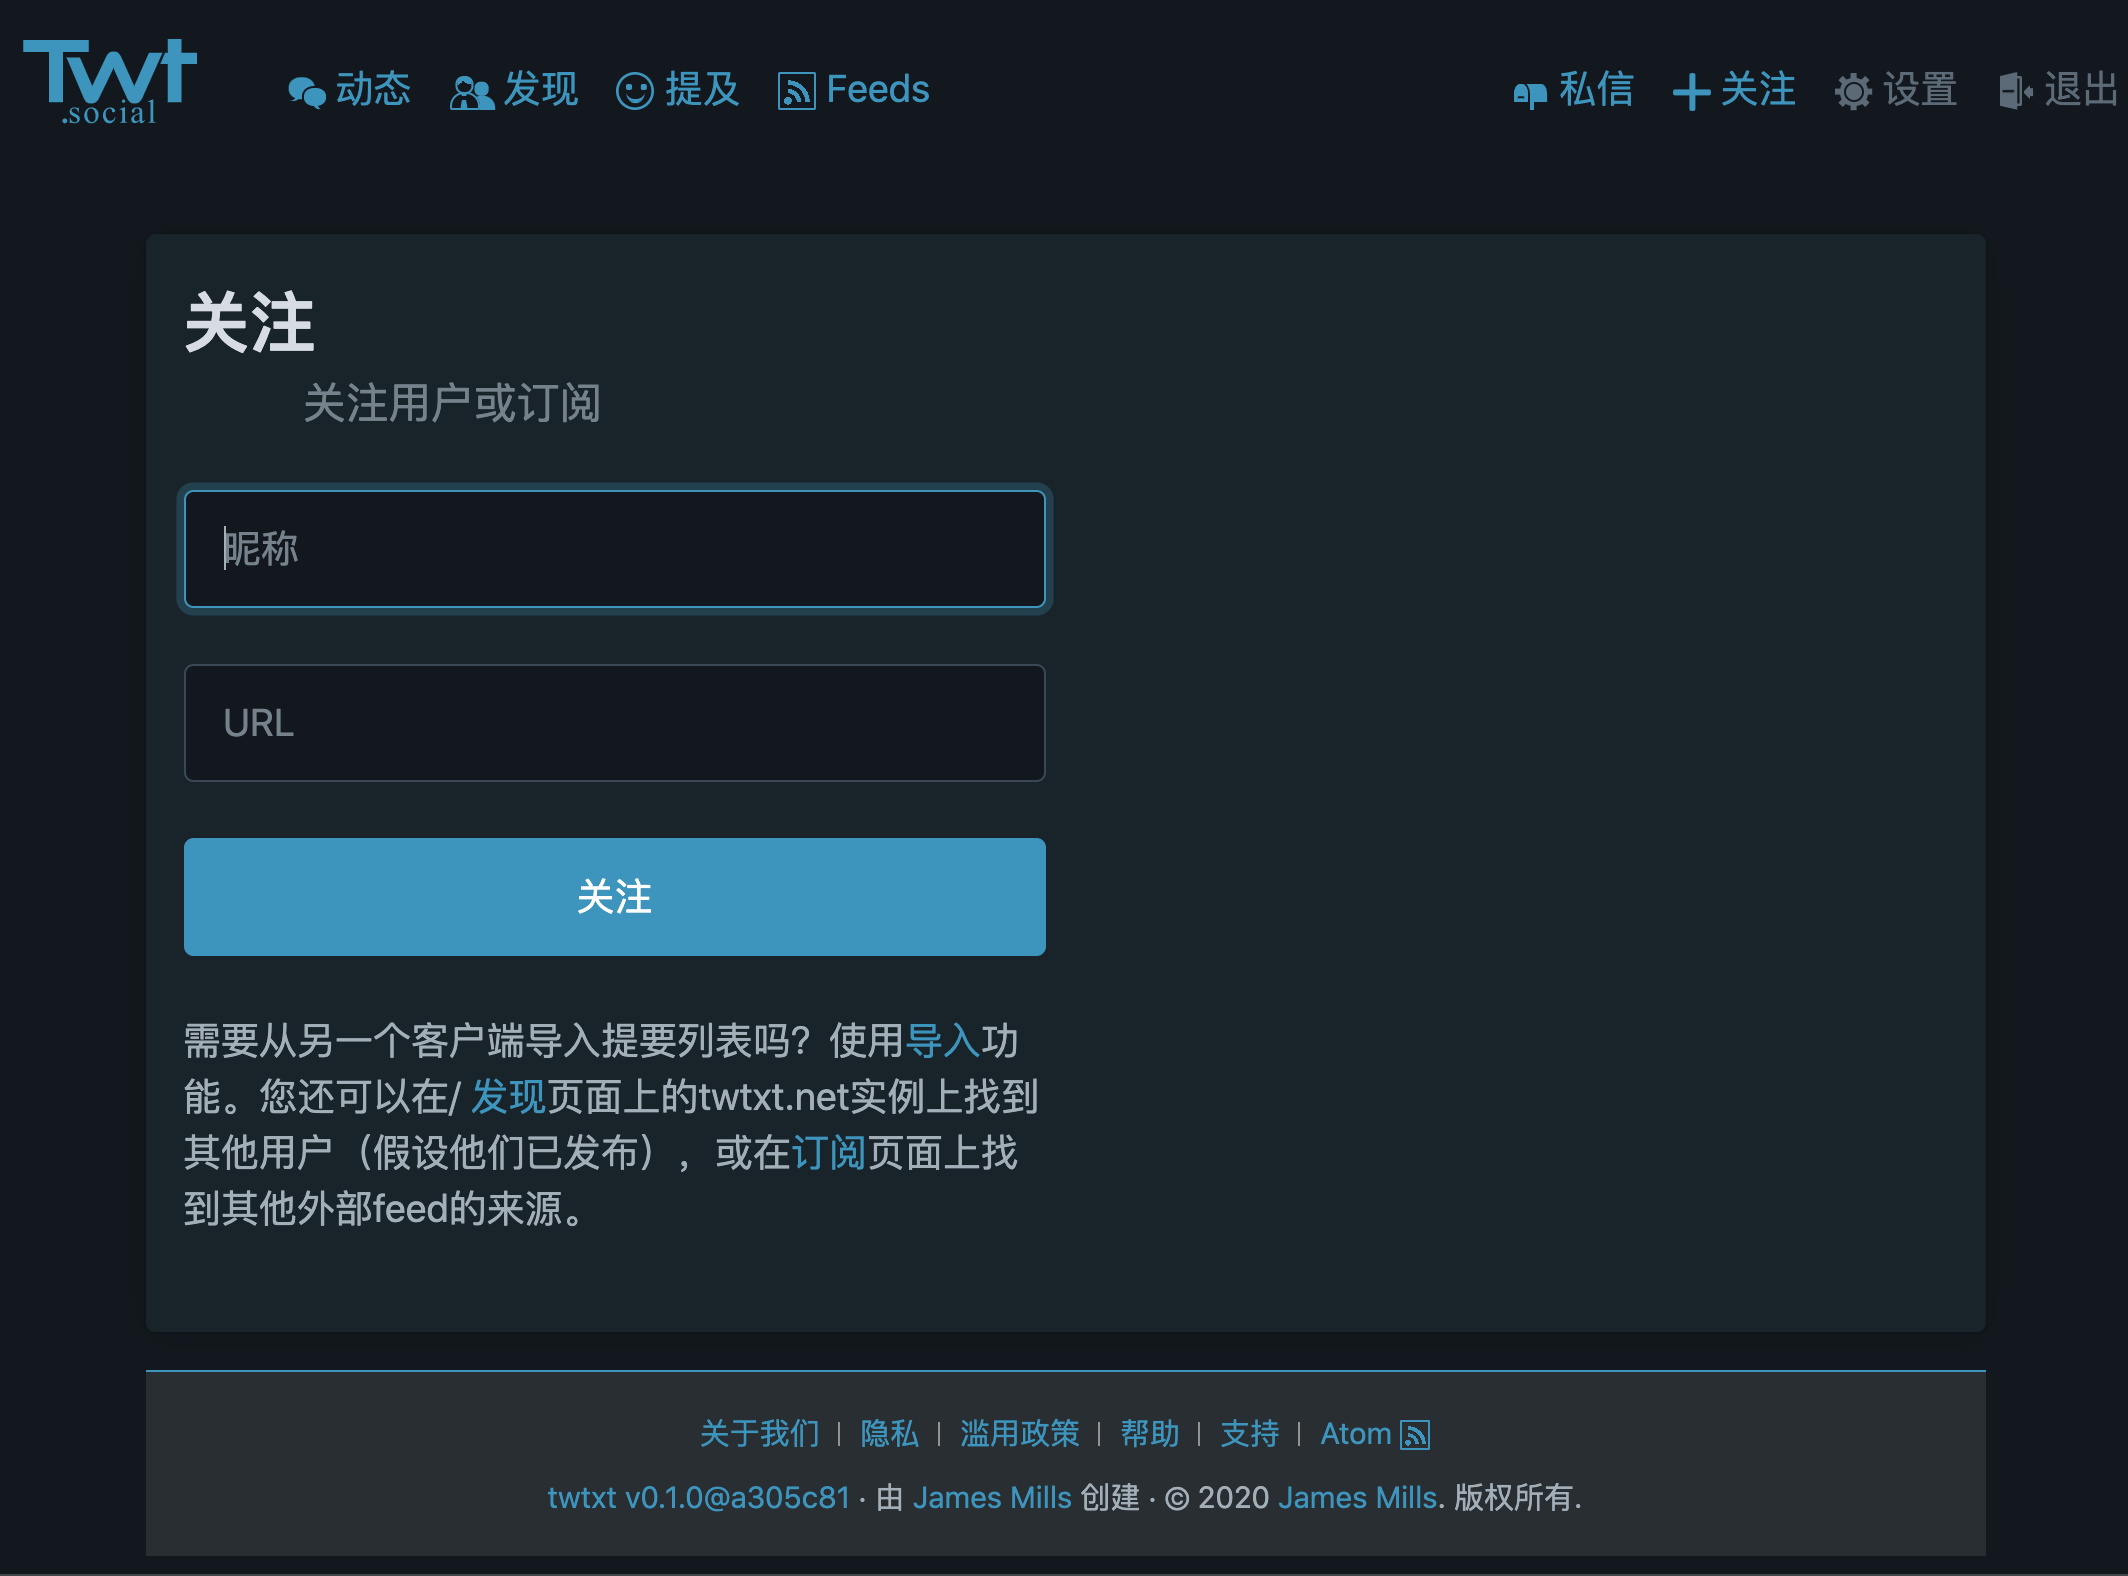 Twt
.social
动态 发现 提及 Feeds 私信 关注 设置 退出
关注
关注用户或订阅
昵称
URL
关注
需要从另一个客户端导入提要列表吗？使用导入功
能。您还可以在/ 发现页面上的twtxt.net实例上找到
其他用户（假设他们已发布），或在订阅页面上找
到其他外部feed的来源。
关于我们 | 隐私 | 滥用政策 | 帮助 | 支持 | Atom
twtxt v0.1.0@a305c81 · 由 James Mills 创建 · © 2020 James Mills. 版权所有.